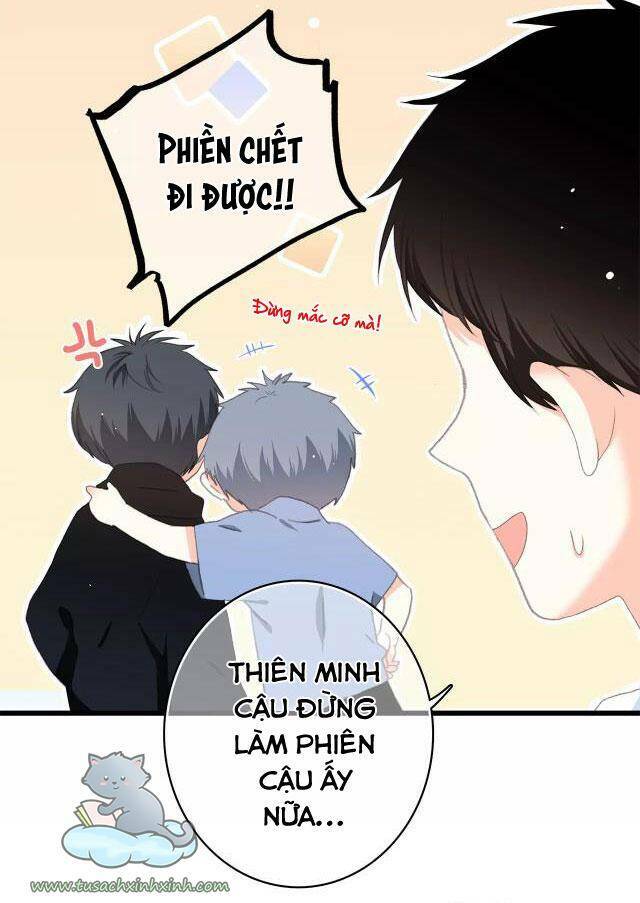 PHIỀN CHẾT
ĐI ĐƯỢC!!
Đừng mắc cỡ mà!
THIÊN MINH
CẬU ĐỪNG
LÀM PHIÊN
CẬU ẤY
NỮA...
www.tusachxinhxinh.com